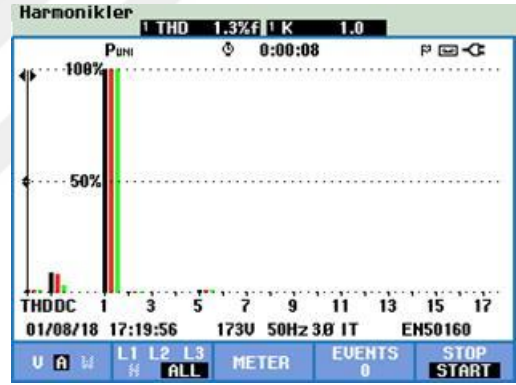 Harmonikler
1 THD 1.3%f 1 K 1.0
PUNI 0:00:08
100%
50%
THDDC 1 3 5 7 9 11 13 15 17
01/08/18 17:19:56 173V 50Hz 3.0 IT EN50160
V A W L1 L2 L3 METER EVENTS STOP
N ALL 0 START